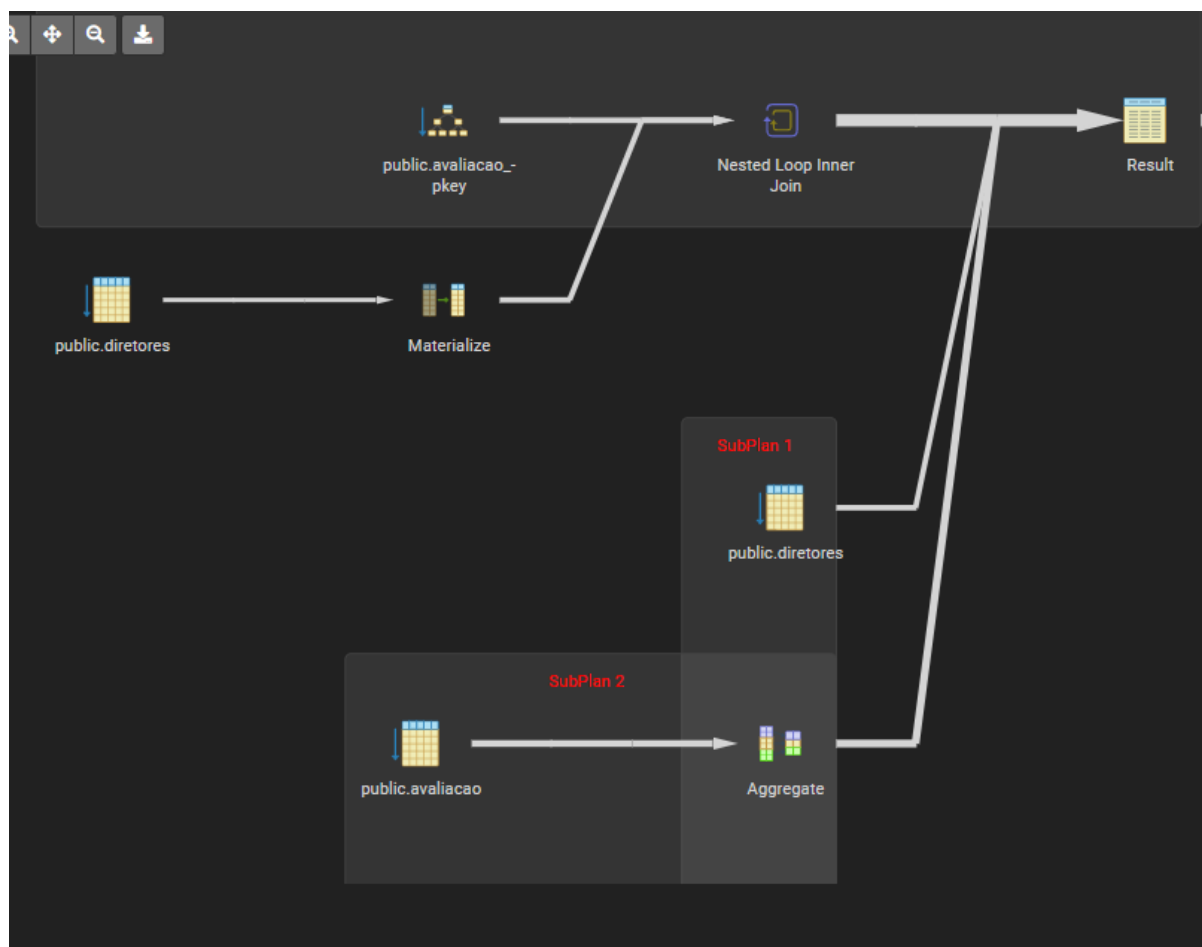 public.avaliacao_-
pkey
Nested Loop Inner
Join
Result
public.diretores
Materialize
SubPlan 1
public.diretores
SubPlan 2
public.avaliacao
Aggregate